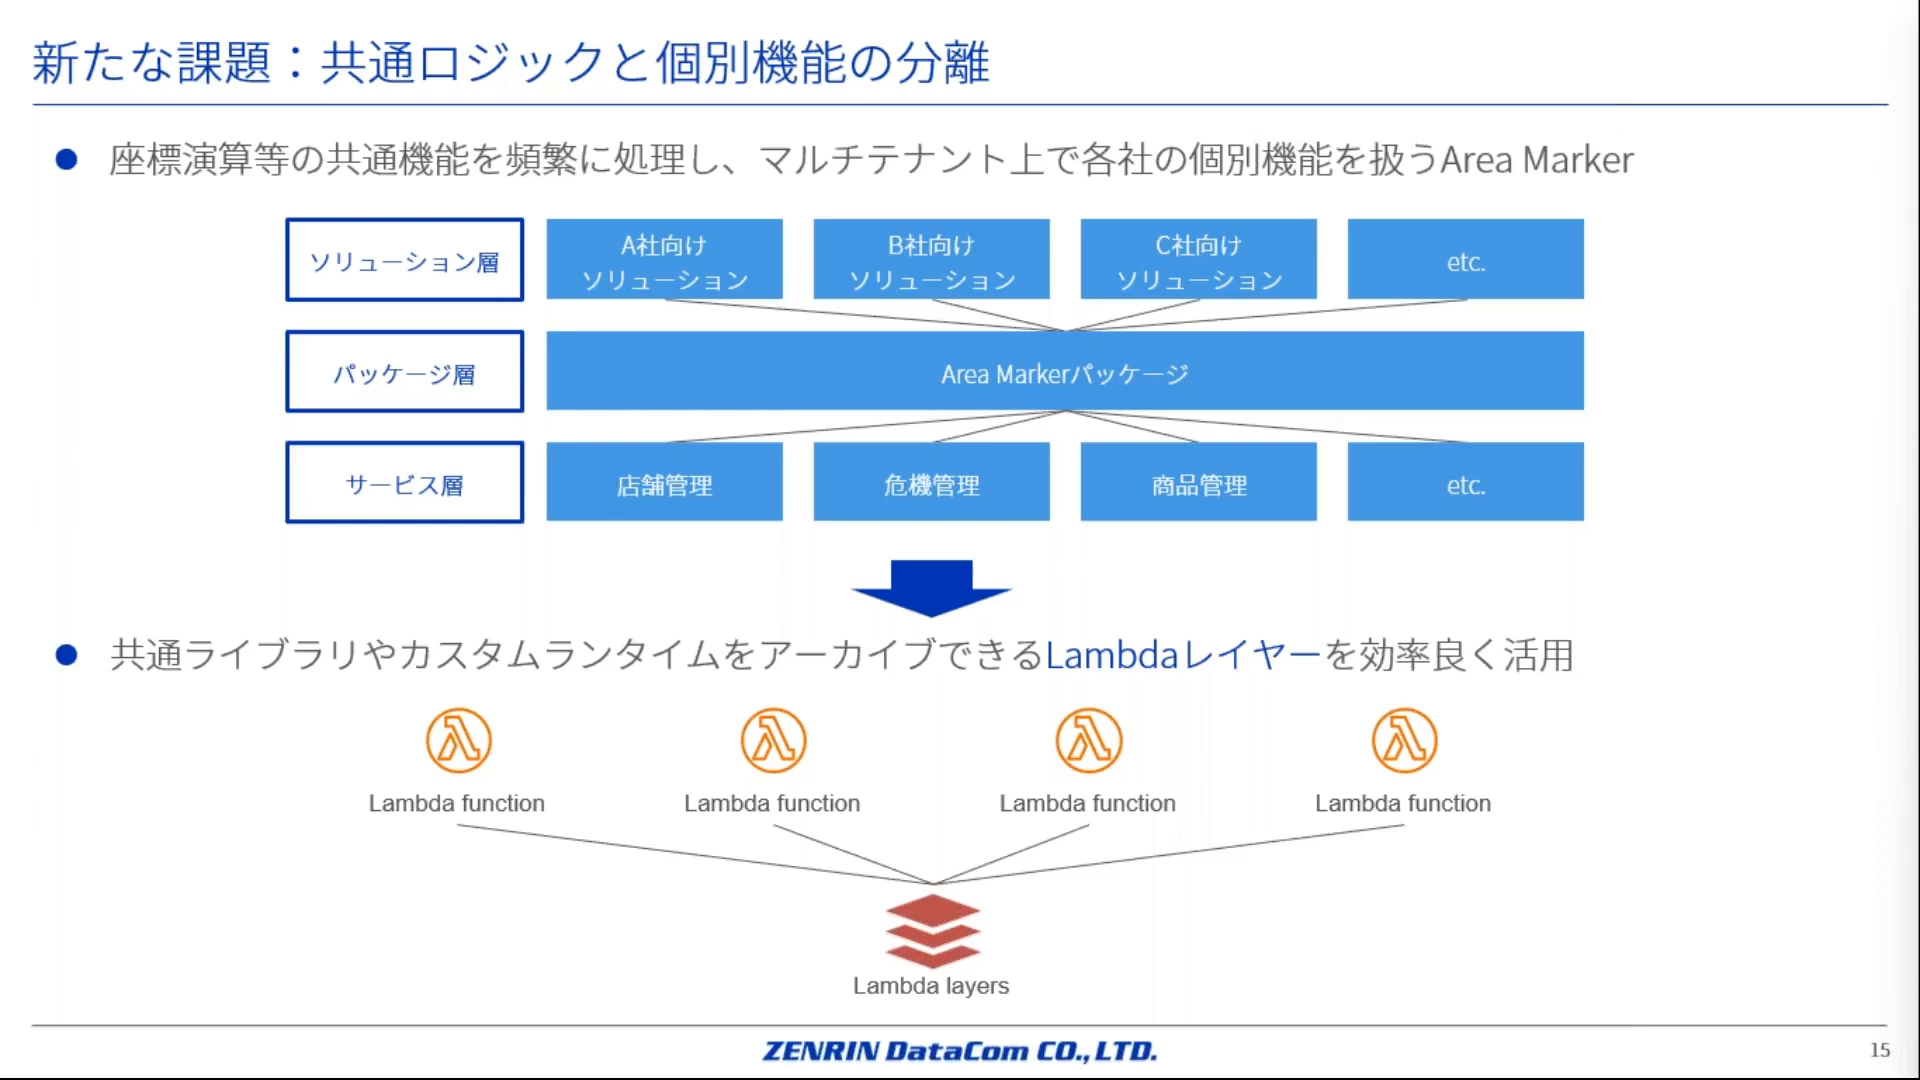 新たな課題：共通ロジックと個別機能の分離
座標演算等の共通機能を頻繁に処理し、マルチテナント上で各社の個別機能を扱うArea Marker
ソリューション層
A社向け
ソリューション
B社向け
ソリューション
C社向け
ソリューション
etc.
パッケージ層
Area Markerパッケージ
サービス層
店舗管理
危機管理
商品管理
etc.
共通ライブラリやカスタムランタイムをアーカイブできるLambdaレイヤーを効率良く活用
Lambda function
Lambda function
Lambda function
Lambda function
Lambda layers
ZENRIN DataCom CO., LTD.
15